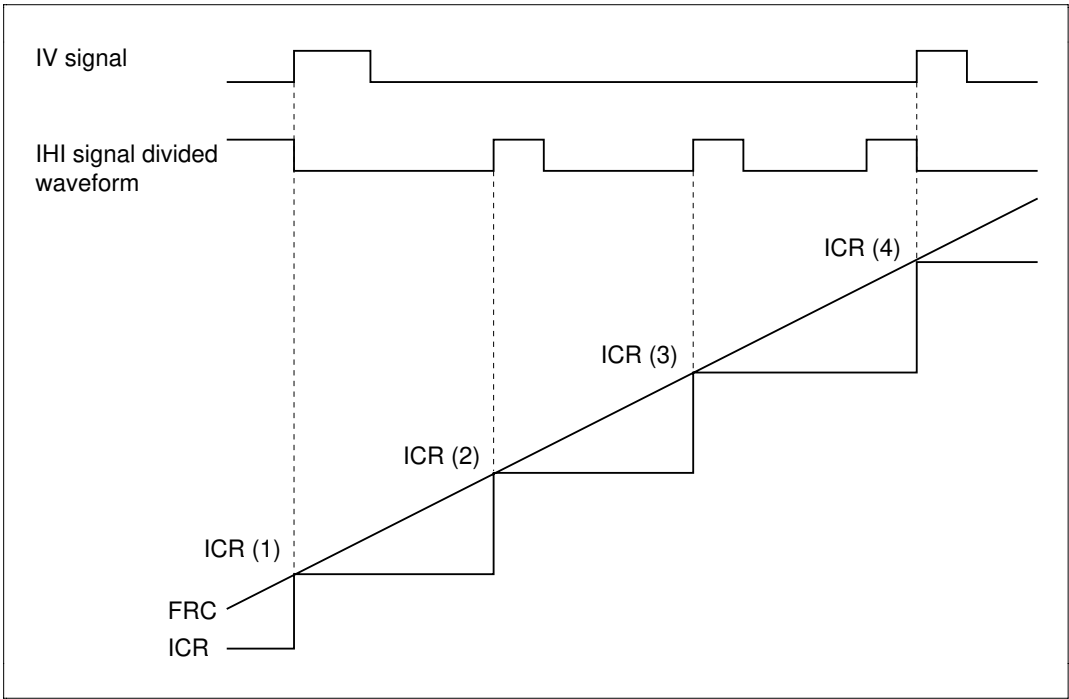 IV signal
IHI signal divided
waveform
ICR (4)
ICR (3)
ICR (2)
ICR (1)
FRC
ICR